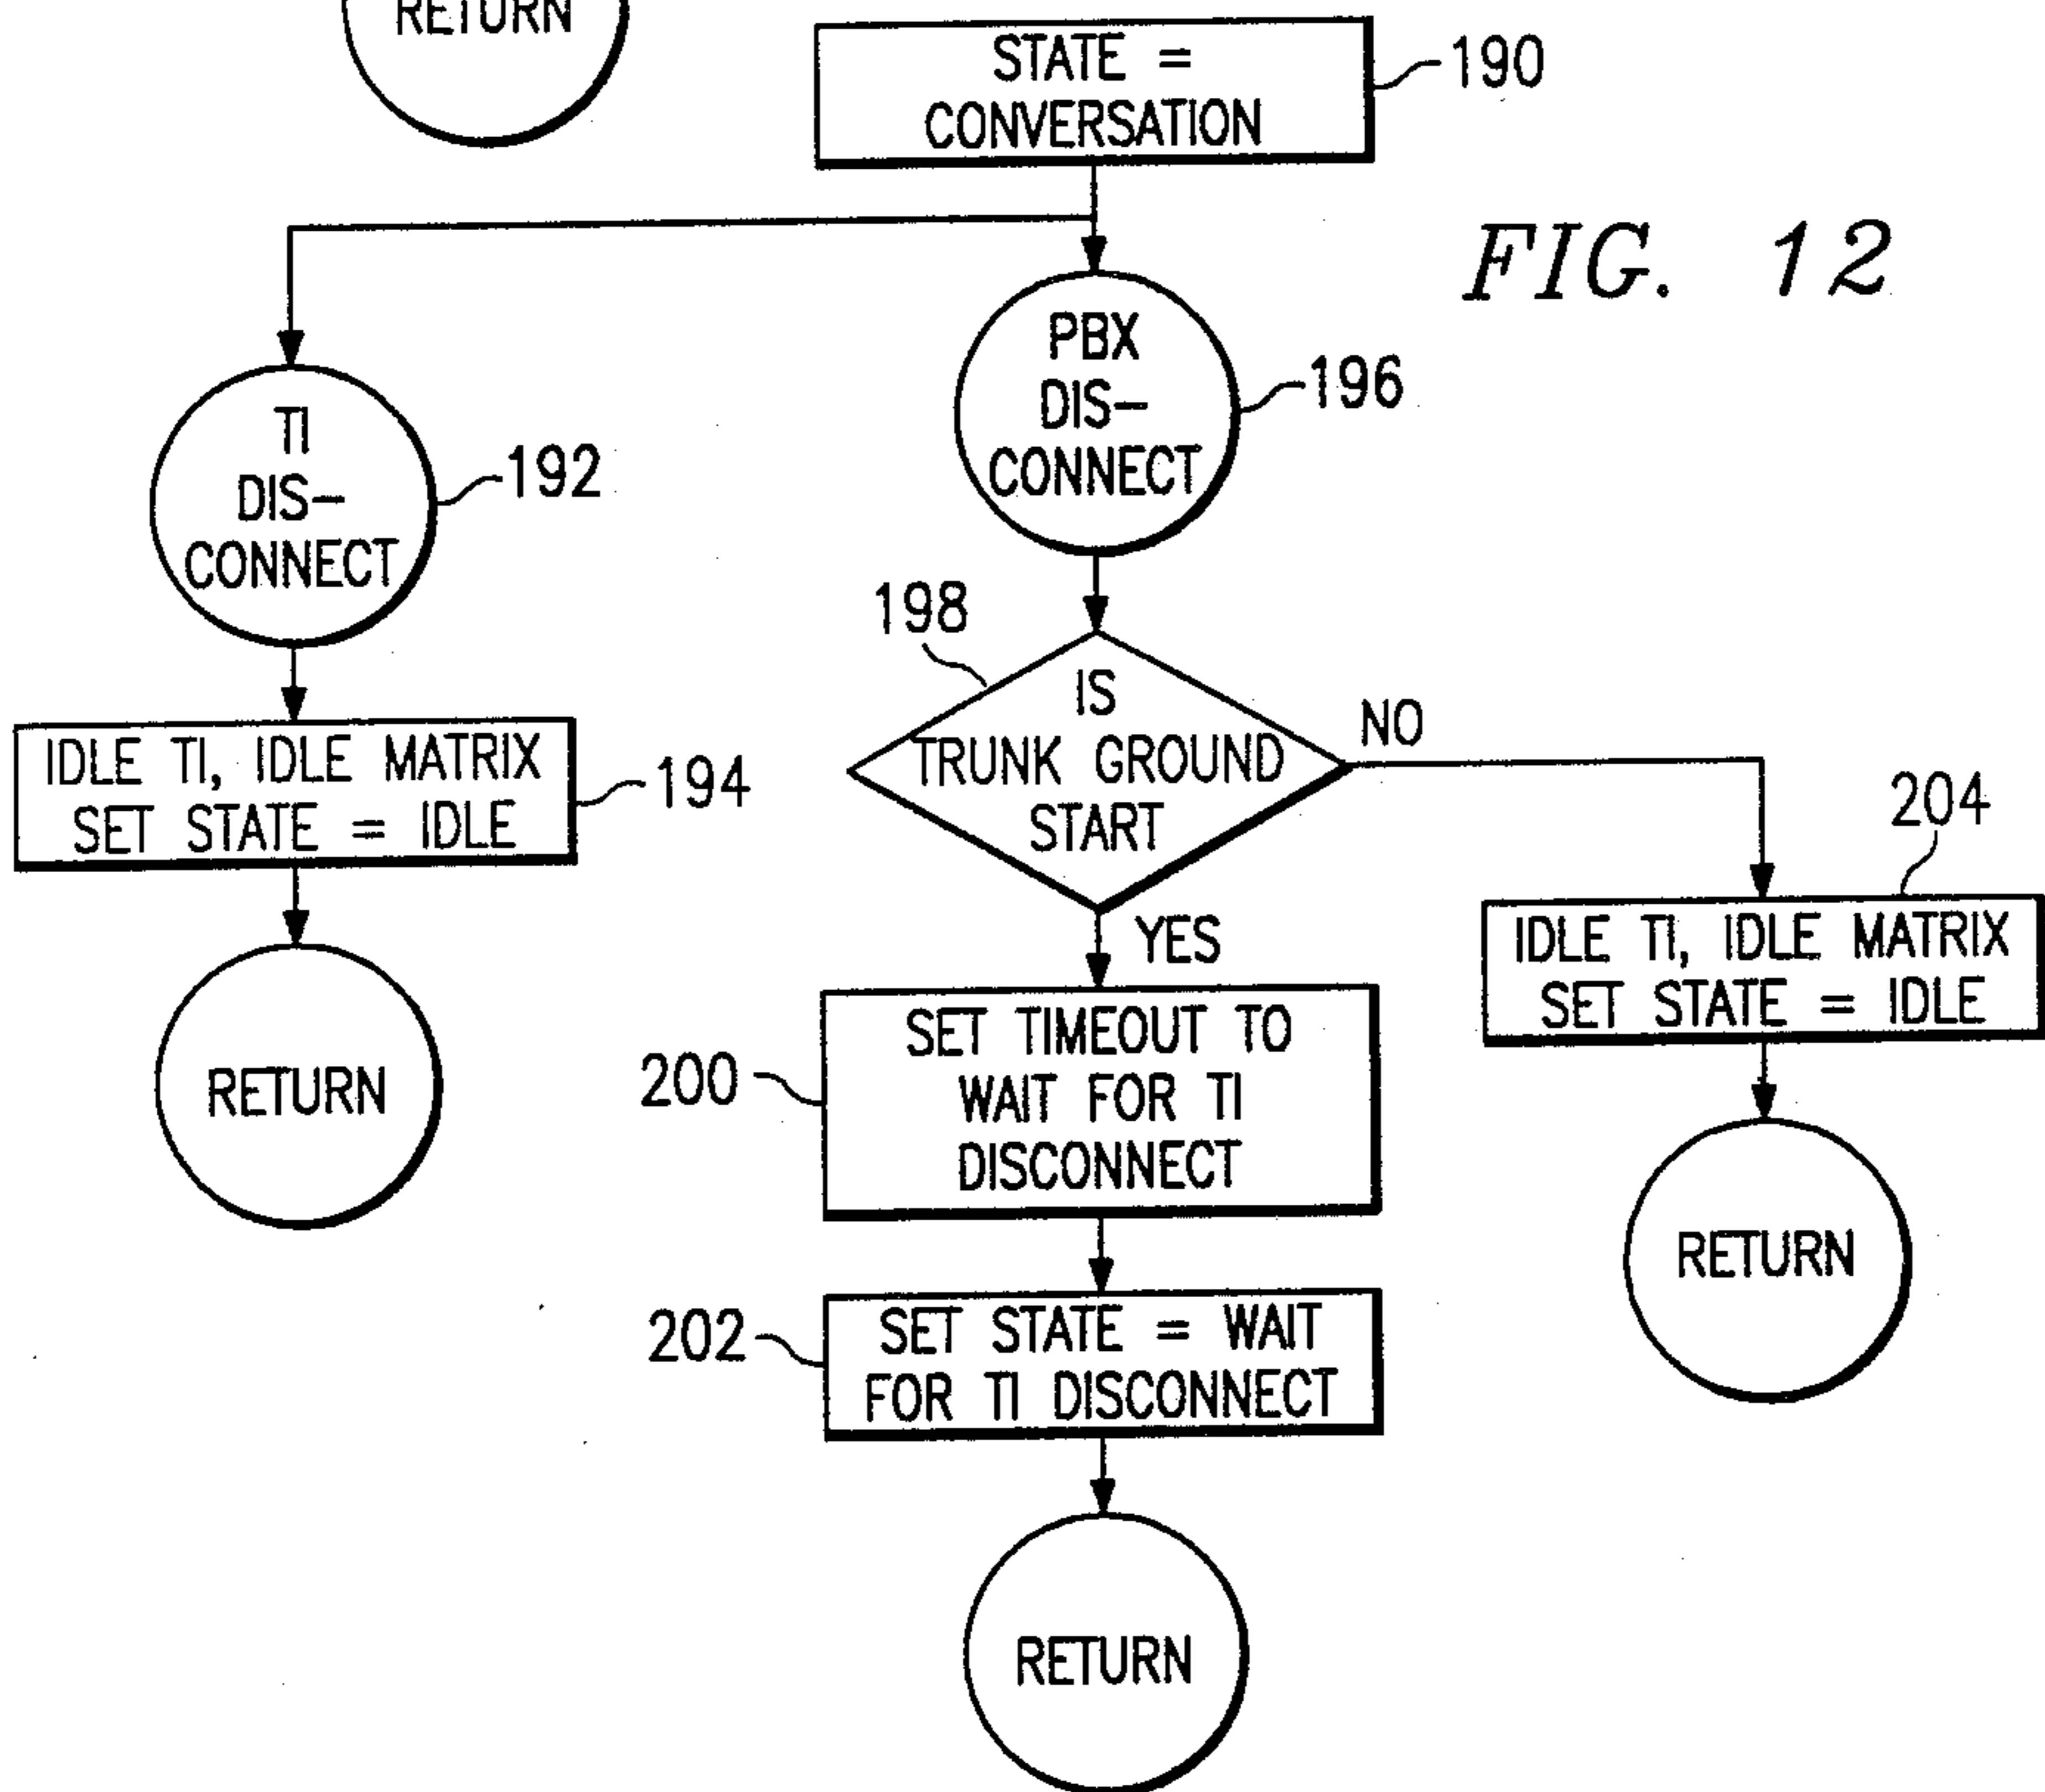 RETURN
STATE =
CONVERSATION
190
FIG. 12
TI
DIS-
CONNECT
192
PBX
DIS-
CONNECT
196
IDLE TI, IDLE MATRIX
SET STATE = IDLE
194
RETURN
198
IS
TRUNK GROUND
START
NO
YES
204
IDLE TI, IDLE MATRIX
SET STATE = IDLE
RETURN
200
SET TIMEOUT TO
WAIT FOR TI
DISCONNECT
202
SET STATE = WAIT
FOR TI DISCONNECT
RETURN